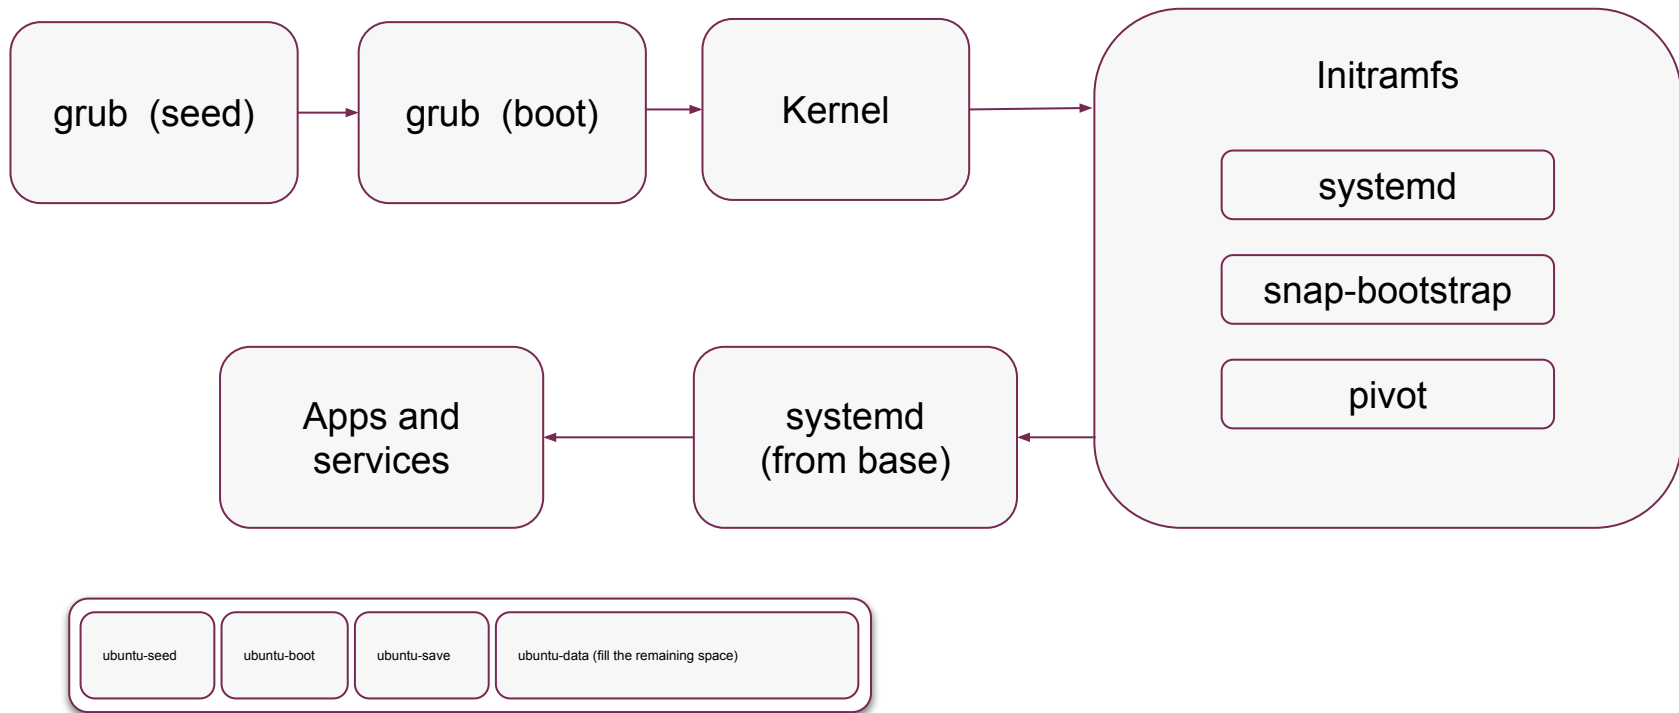 grub (seed)
grub (boot)
Kernel
Initramfs
systemd
snap-bootstrap
pivot
systemd
(from base)
Apps and
services
ubuntu-seed
ubuntu-boot
ubuntu-save
ubuntu-data (fill the remaining space)